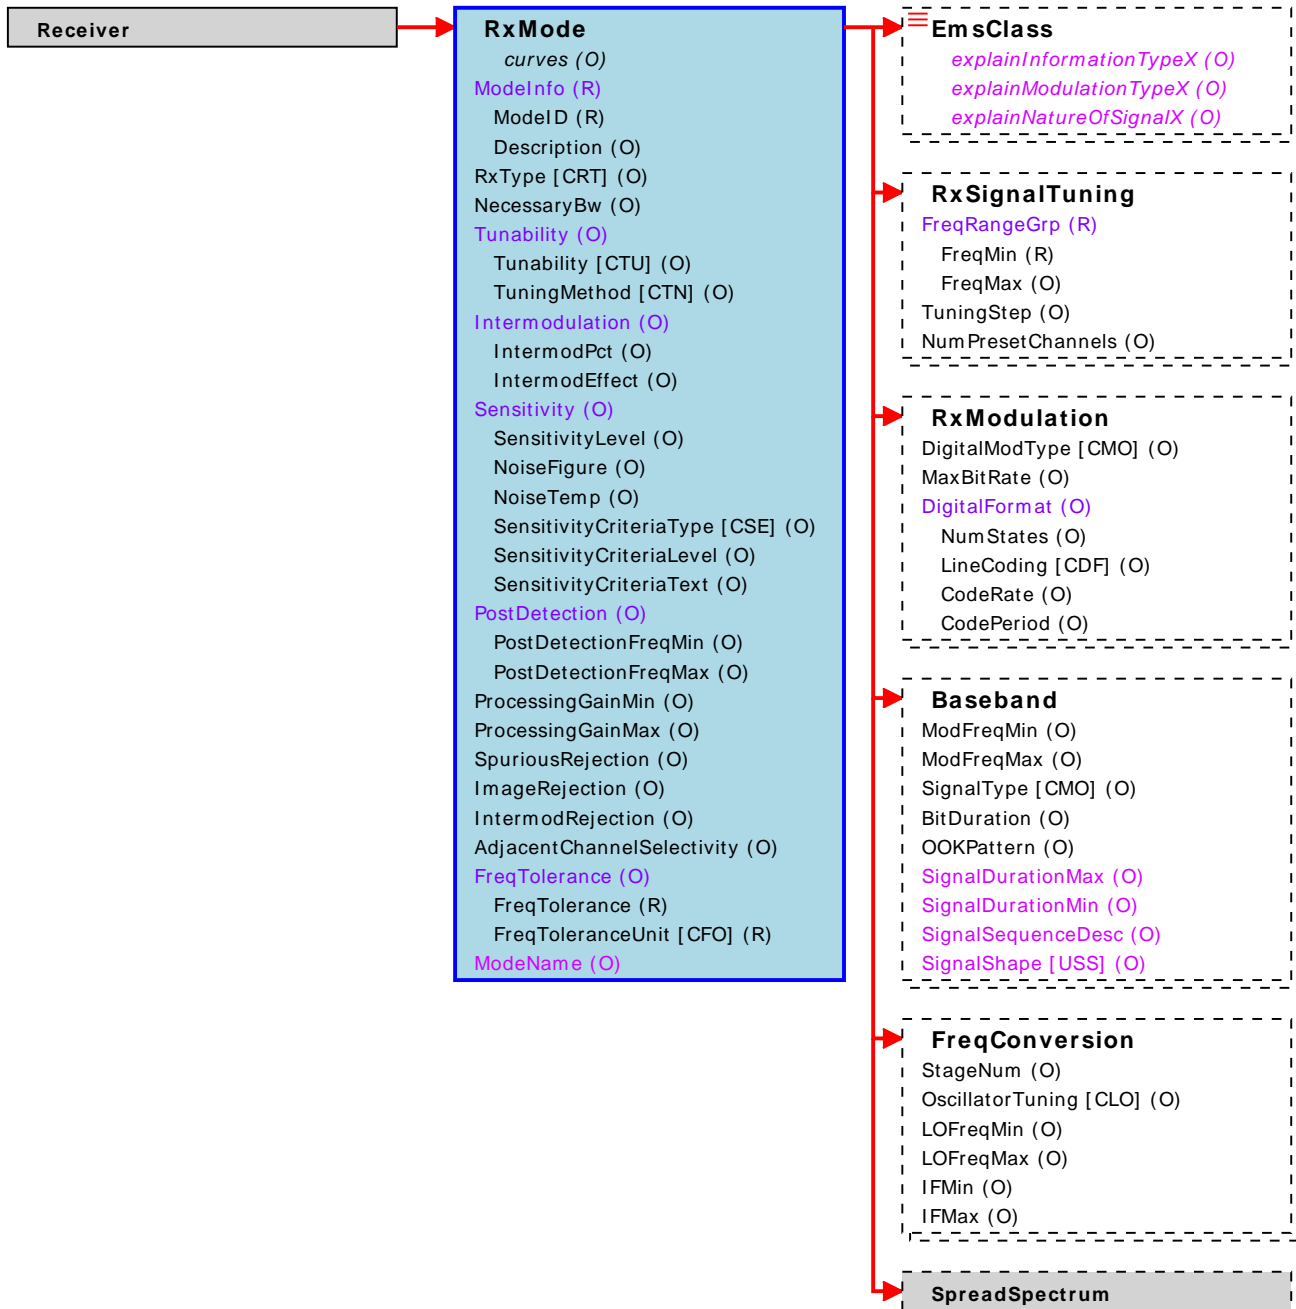 Receiver
RxMode
curves (O)
ModeInfo (R)
ModeID (R)
Description (O)
RxType [CRT] (O)
NecessaryBw (O)
Tunability (O)
Tunability [CTU] (O)
TuningMethod [CTN] (O)
Intermodulation (O)
IntermodPct (O)
IntermodEffect (O)
Sensitivity (O)
SensitivityLevel (O)
NoiseFigure (O)
NoiseTemp (O)
SensitivityCriteriaType [CSE] (O)
SensitivityCriteriaLevel (O)
SensitivityCriteriaText (O)
PostDetection (O)
PostDetectionFreqMin (O)
PostDetectionFreqMax (O)
ProcessingGainMin (O)
ProcessingGainMax (O)
SpuriousRejection (O)
ImageRejection (O)
IntermodRejection (O)
AdjacentChannelSelectivity (O)
FreqTolerance (O)
FreqTolerance (R)
FreqToleranceUnit [CFO] (R)
ModeName (O)
EmsClass
explainInformationTypeX (O)
explainModulationTypeX (O)
explainNatureOfSignalX (O)
RxSignalTuning
FreqRangeGrp (R)
FreqMin (R)
FreqMax (O)
TuningStep (O)
NumPresetChannels (O)
RxModulation
DigitalModType [CMO] (O)
MaxBitRate (O)
DigitalFormat (O)
NumStates (O)
LineCoding [CDF] (O)
CodeRate (O)
CodePeriod (O)
Baseband
ModFreqMin (O)
ModFreqMax (O)
SignalType [CMO] (O)
BitDuration (O)
OOKPattern (O)
SignalDurationMax (O)
SignalDurationMin (O)
SignalSequenceDesc (O)
SignalShape [USS] (O)
FreqConversion
StageNum (O)
OscillatorTuning [CLO] (O)
LOFreqMin (O)
LOFreqMax (O)
IFMin (O)
IFMax (O)
SpreadSpectrum